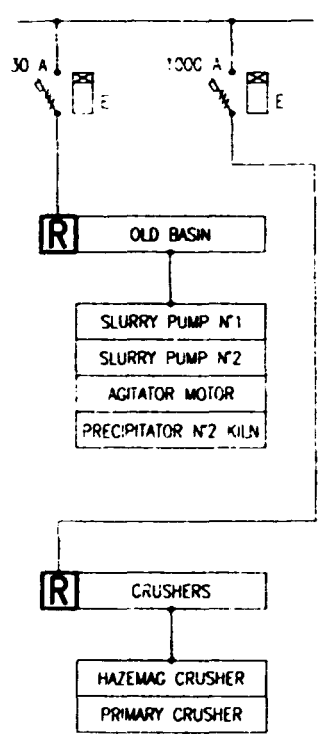 30 A 1000 A
E E
R OLD BASIN
SLURRY PUMP N°1
SLURRY PUMP N°2
AGITATOR MOTOR
PRECIPITATOR N°2 KILN
R CRUSHERS
HAZEMAG CRUSHER
PRIMARY CRUSHER